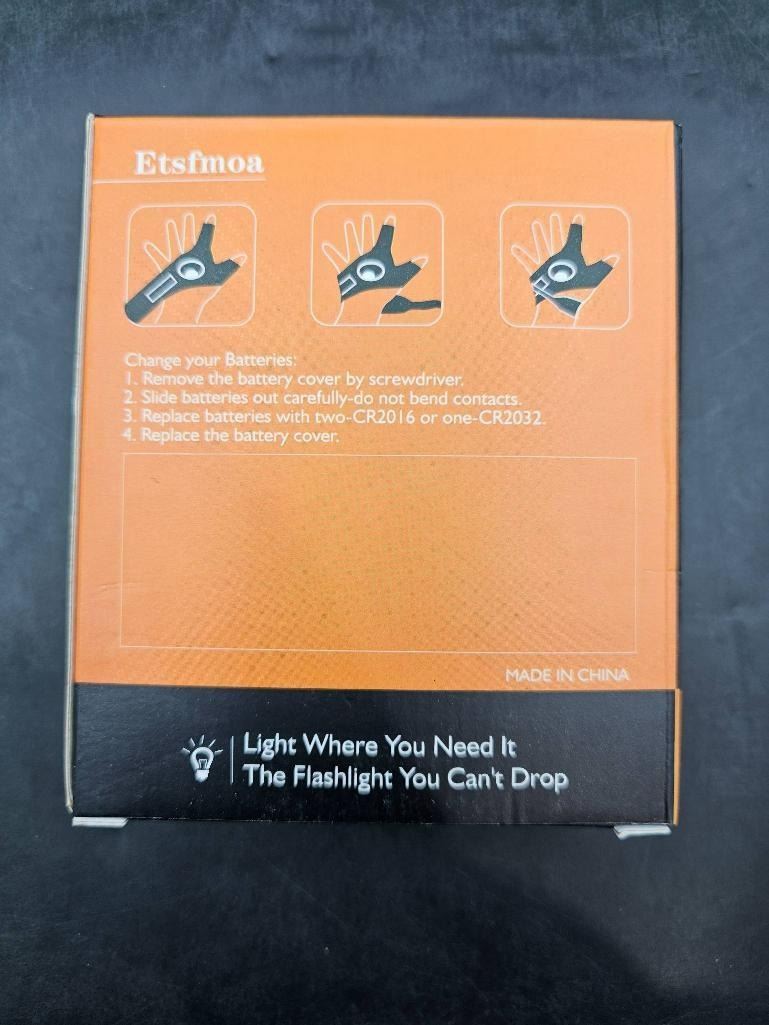 Etsfmoa
Change your Batteries:
1. Remove the battery cover by screwdriver.
2. Slide batteries out carefully-do not bend contacts.
3. Replace batteries with two-CR2016 or one-CR2032.
4. Replace the battery cover.
MADE IN CHINA
Light Where You Need It
The Flashlight You Can't Drop